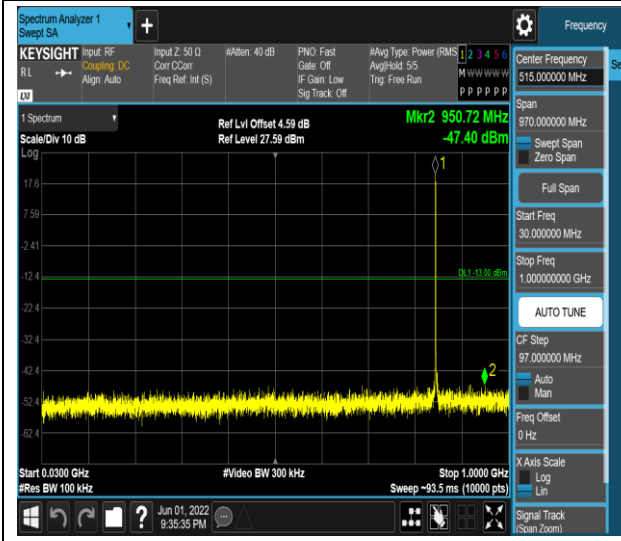 Spectrum Analyzer 1
Swept SA
+
Frequency
KEYSIGHT
RL
LXI
Input: RF
Coupling: DC
Align: Auto
Input Z: 50 Ω
Corr CCorr
Freq Ref: Int (S)
#Atten: 40 dB
PNO: Fast
Gate: Off
IF Gain: Low
Sig Track: Off
#Avg Type: Power (RMS
Avg|Hold: 5/5
Trig: Free Run
1 2 3 4 5 6
M W W W W W
P P P P P P
1 Spectrum
Scale/Div 10 dB
Log
Ref Lvl Offset 4.59 dB
Ref Level 27.59 dBm
Mkr2 950.72 MHz
-47.40 dBm
1
17.6
7.59
-2.41
-12.4
DL1 -13.00 dBm
-22.4
-32.4
-42.4
2
-52.4
-62.4
Start 0.0300 GHz
#Video BW 300 kHz
Stop 1.0000 GHz
#Res BW 100 kHz
Sweep ~93.5 ms (10000 pts)
?
Jun 01, 2022
9:35:35 PM
Center Frequency
515.000000 MHz
Se
Span
970.000000 MHz
Swept Span
Zero Span
Full Span
Start Freq
30.000000 MHz
Stop Freq
1.000000000 GHz
AUTO TUNE
CF Step
97.000000 MHz
Auto
Man
Freq Offset
0 Hz
X Axis Scale
Log
Lin
Signal Track
(Span Zoom)